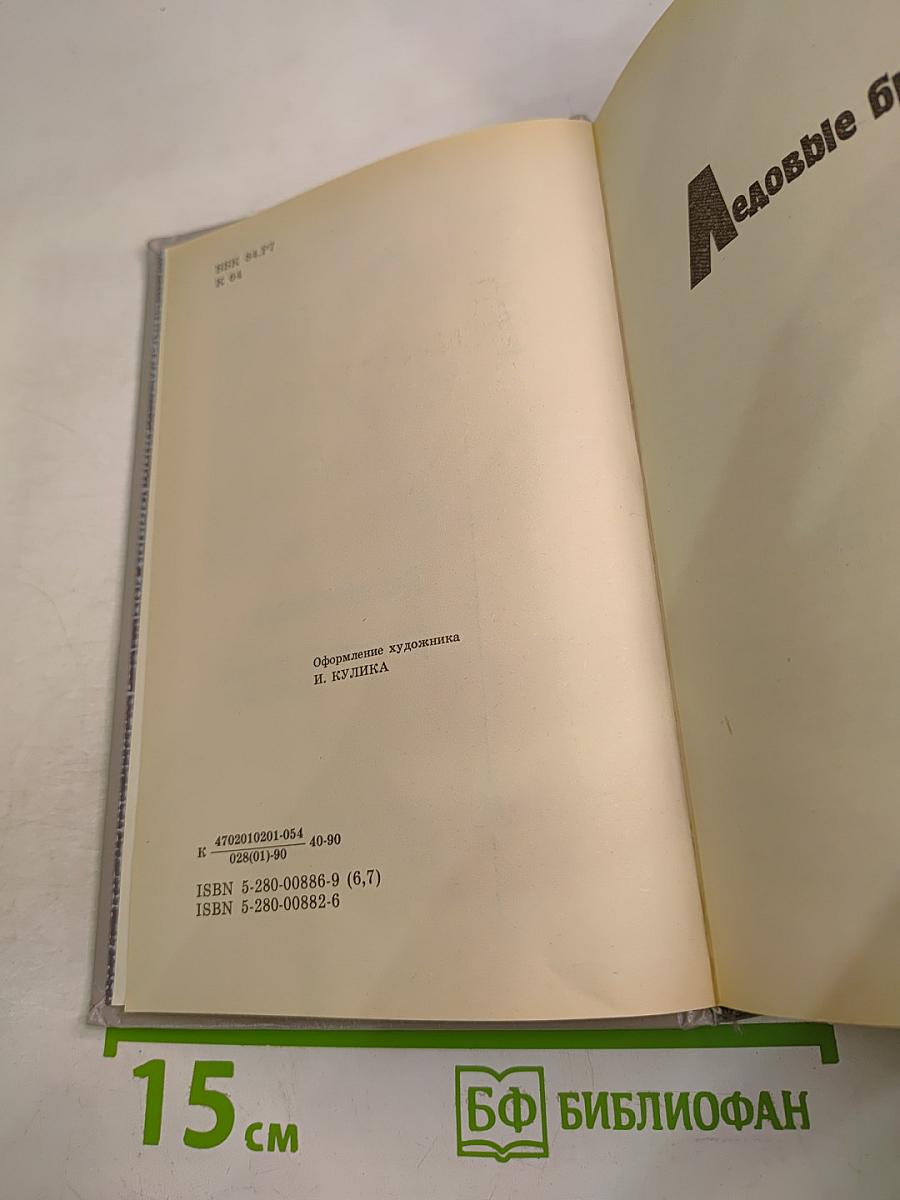 ББК 84.Р7
К 64
Ледовые
Оформление художника
И. КУЛИКА
К 4702010201-054 40-90
028(01)-90
ISBN 5-280-00886-9 (6,7)
ISBN 5-280-00882-6
15 см
БФ БИБЛИОФАН